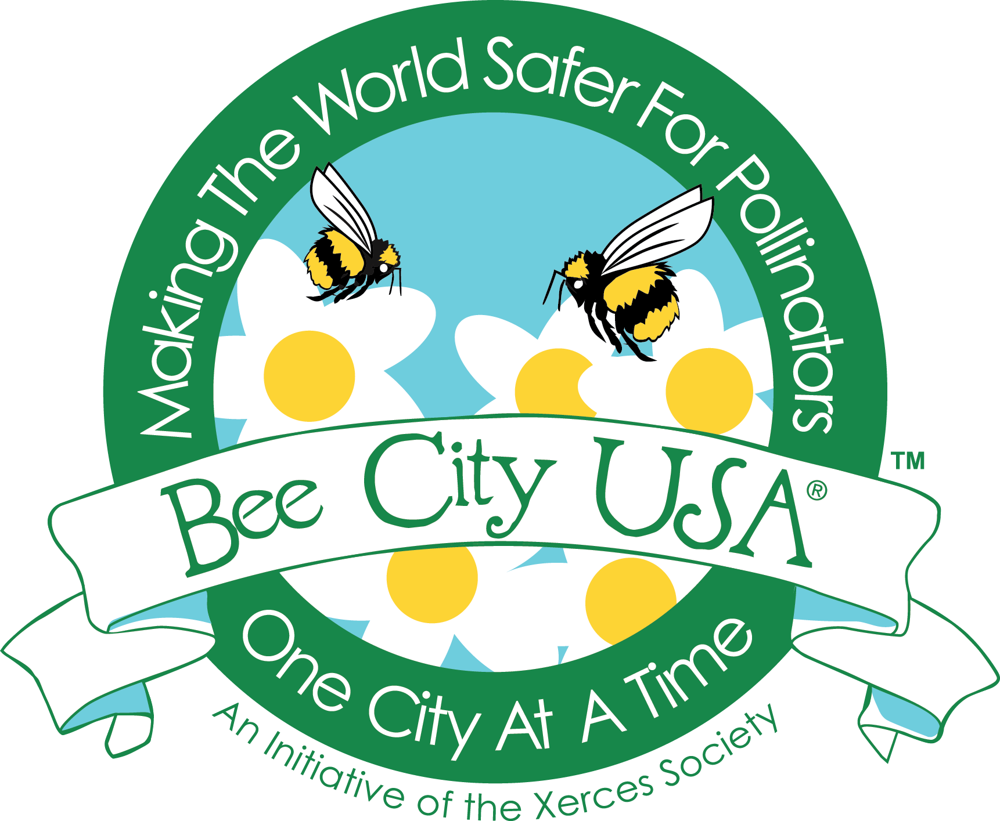 Making The World Safer For Pollinators
Bee City USA®
TM
One City At A Time
An Initiative of the Xerces Society